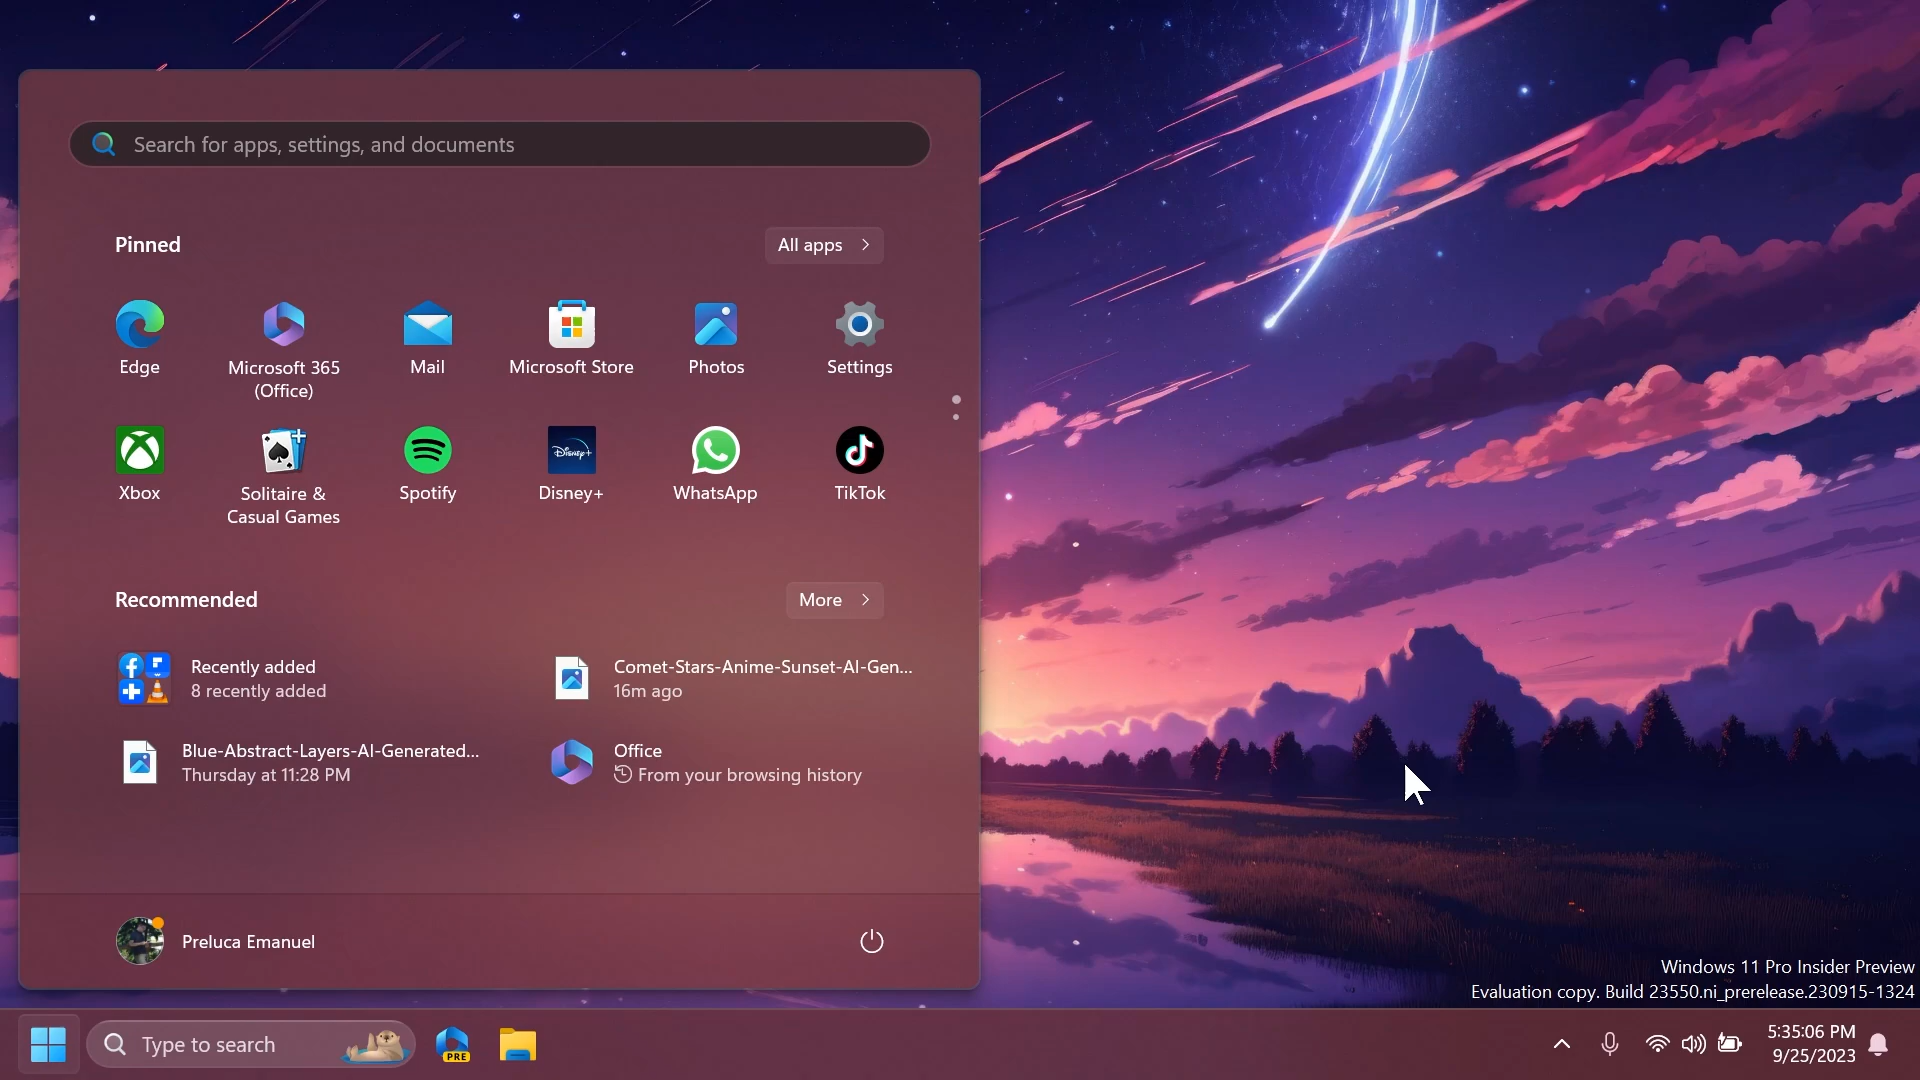 Search for apps, settings, and documents
Pinned
All apps
Edge
Microsoft 365
(Office)
Mail
Microsoft Store
Photos
Settings
Xbox
Solitaire &
Casual Games
Spotify
Disney+
Disney+
WhatsApp
TikTok
Recommended
More
Recently added
8 recently added
Comet-Stars-Anime-Sunset-AI-Gen...
16m ago
Blue-Abstract-Layers-AI-Generated...
Thursday at 11:28 PM
Office
From your browsing history
Preluca Emanuel
Windows 11 Pro Insider Preview
Evaluation copy. Build 23550.ni_prerelease.230915-1324
Type to search
PRE
5:35:06 PM
9/25/2023